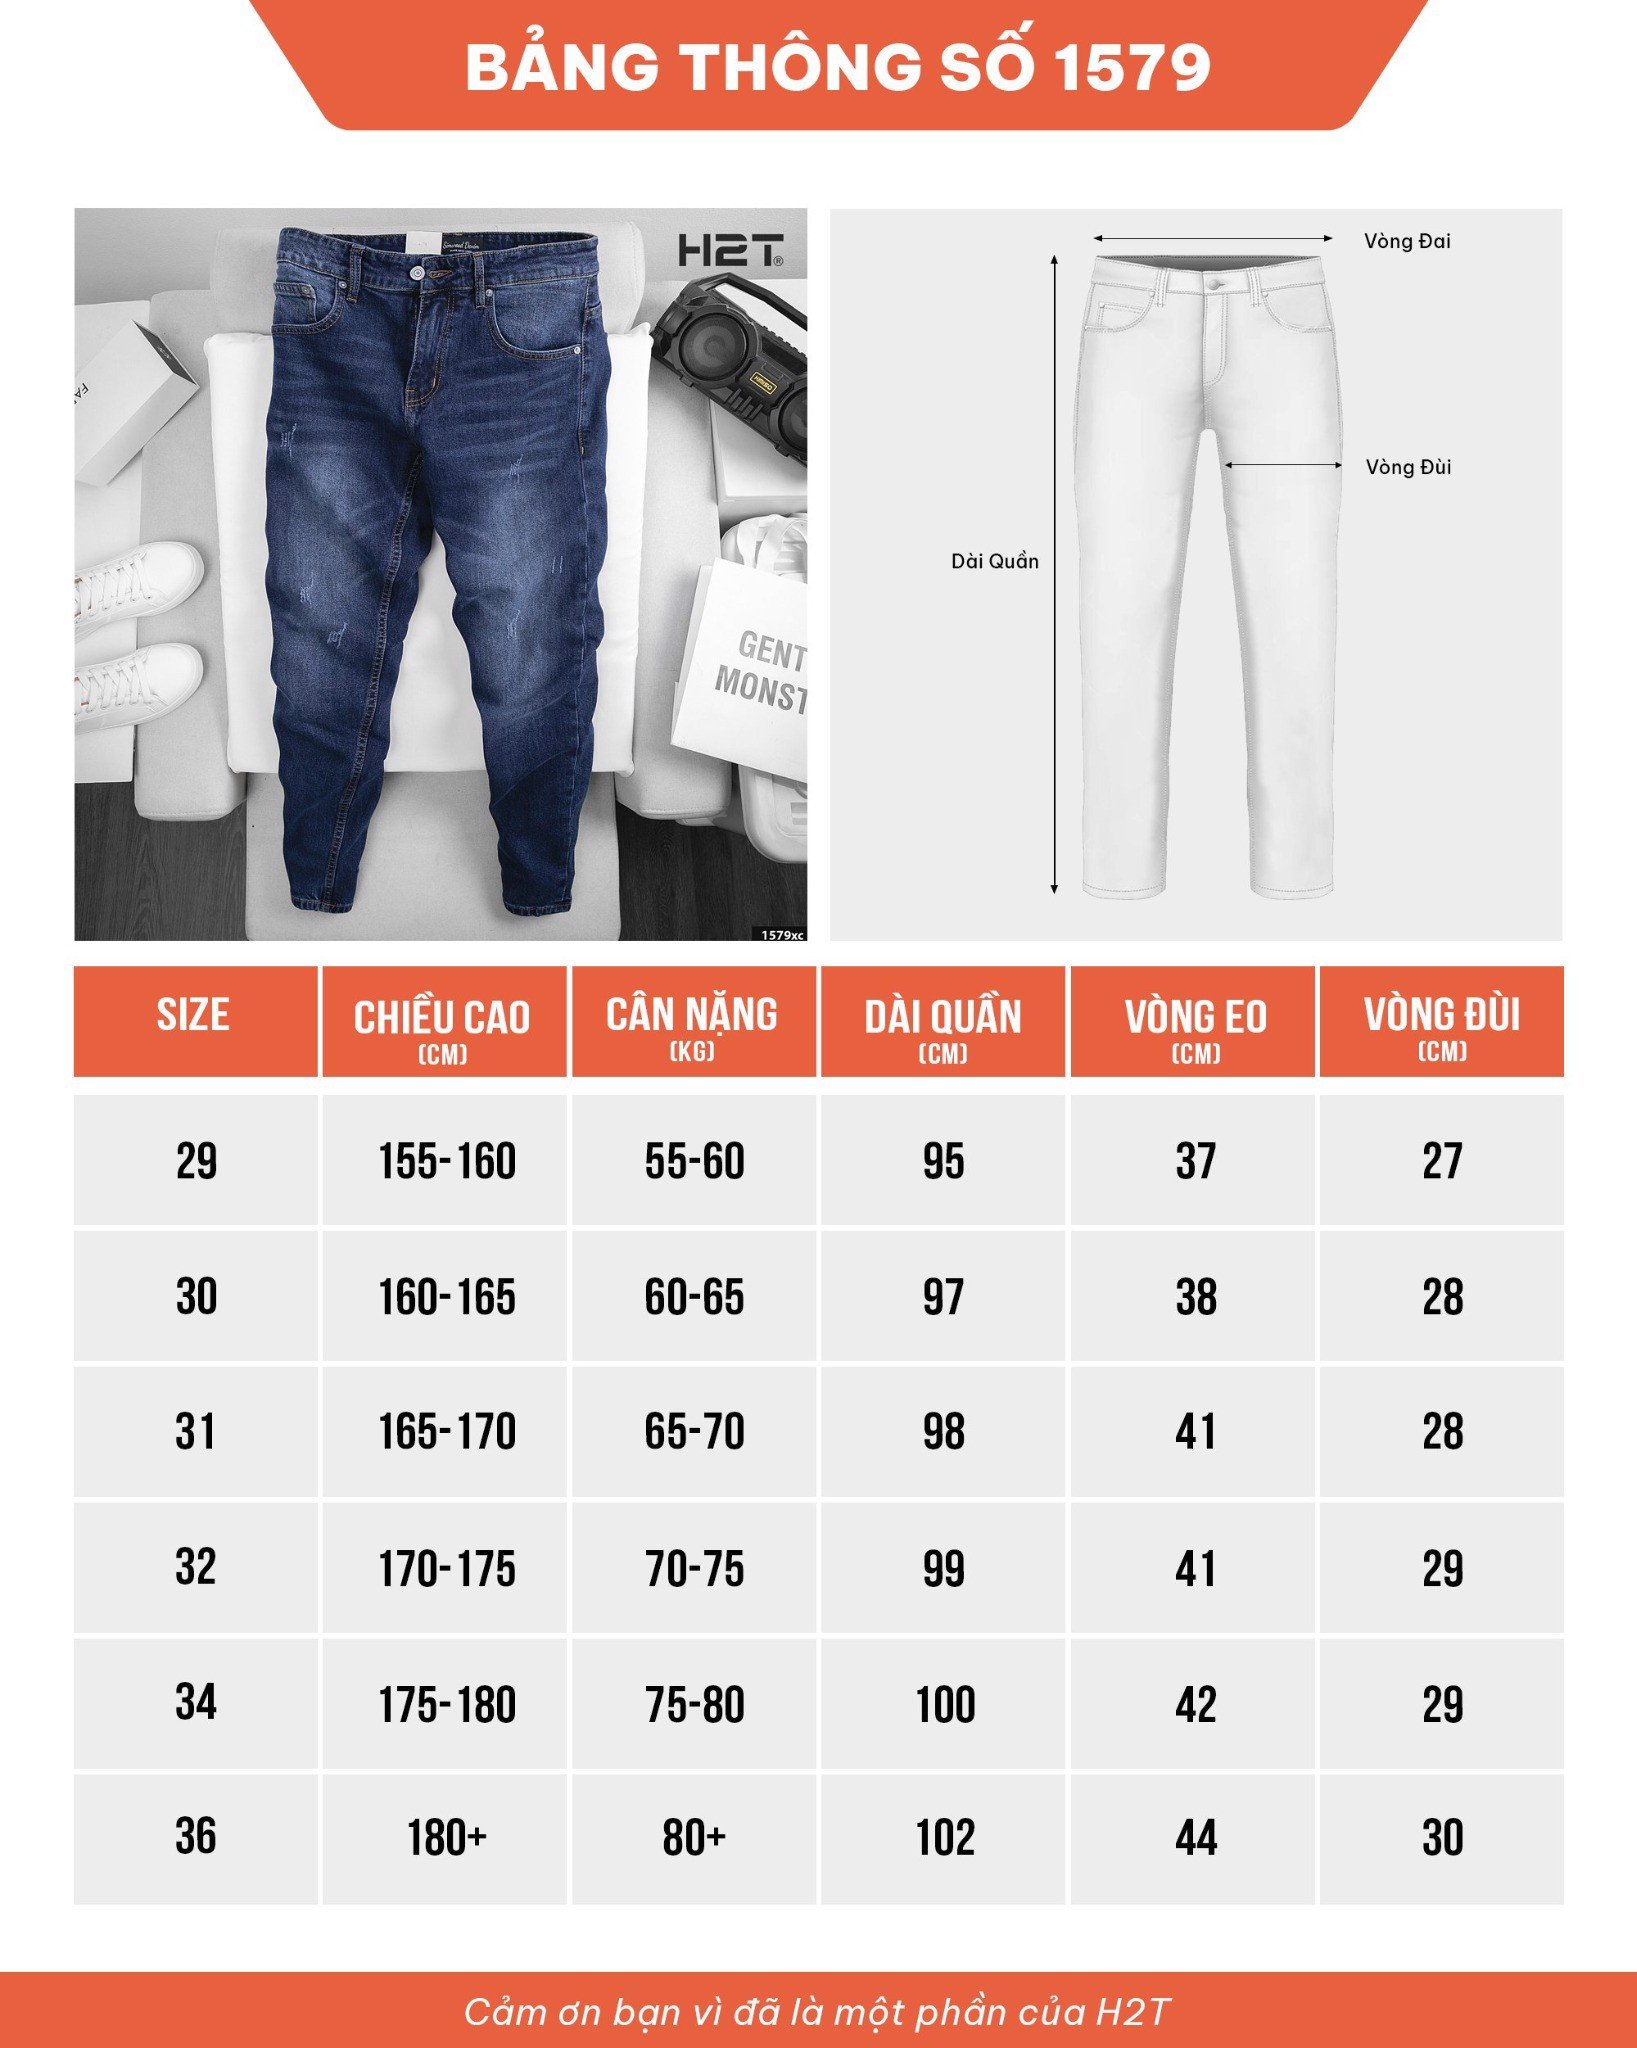 BẢNG THÔNG SỐ 1579
H2T®
Vòng Đai
Vòng Đùi
Dài Quần
GENT
MONST
1579xc
SIZE
CHIỀU CAO
(CM)
CÂN NẶNG
(KG)
DÀI QUẦN
(CM)
VÒNG EO
(CM)
VÒNG ĐÙI
(CM)
29 155-160 55-60 95 37 27
30 160-165 60-65 97 38 28
31 165-170 65-70 98 41 28
32 170-175 70-75 99 41 29
34 175-180 75-80 100 42 29
36 180+ 80+ 102 44 30
Cảm ơn bạn vì đã là một phần của H2T